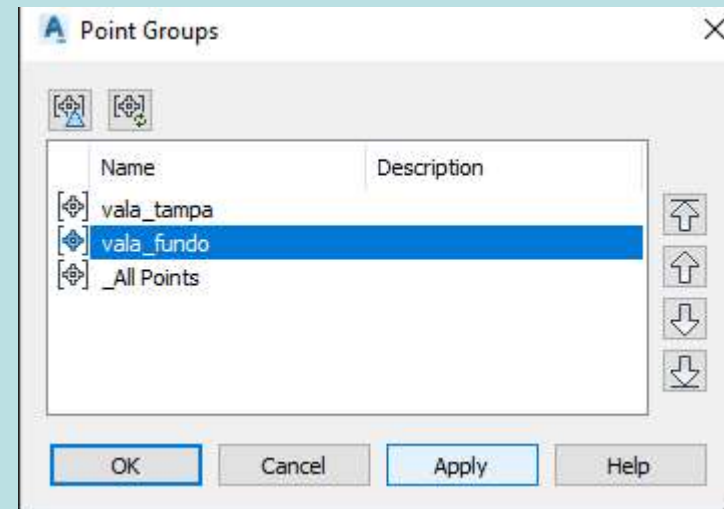 Point Groups
Name Description
vala_tampa
vala_fundo
_All Points
OK Cancel Apply Help